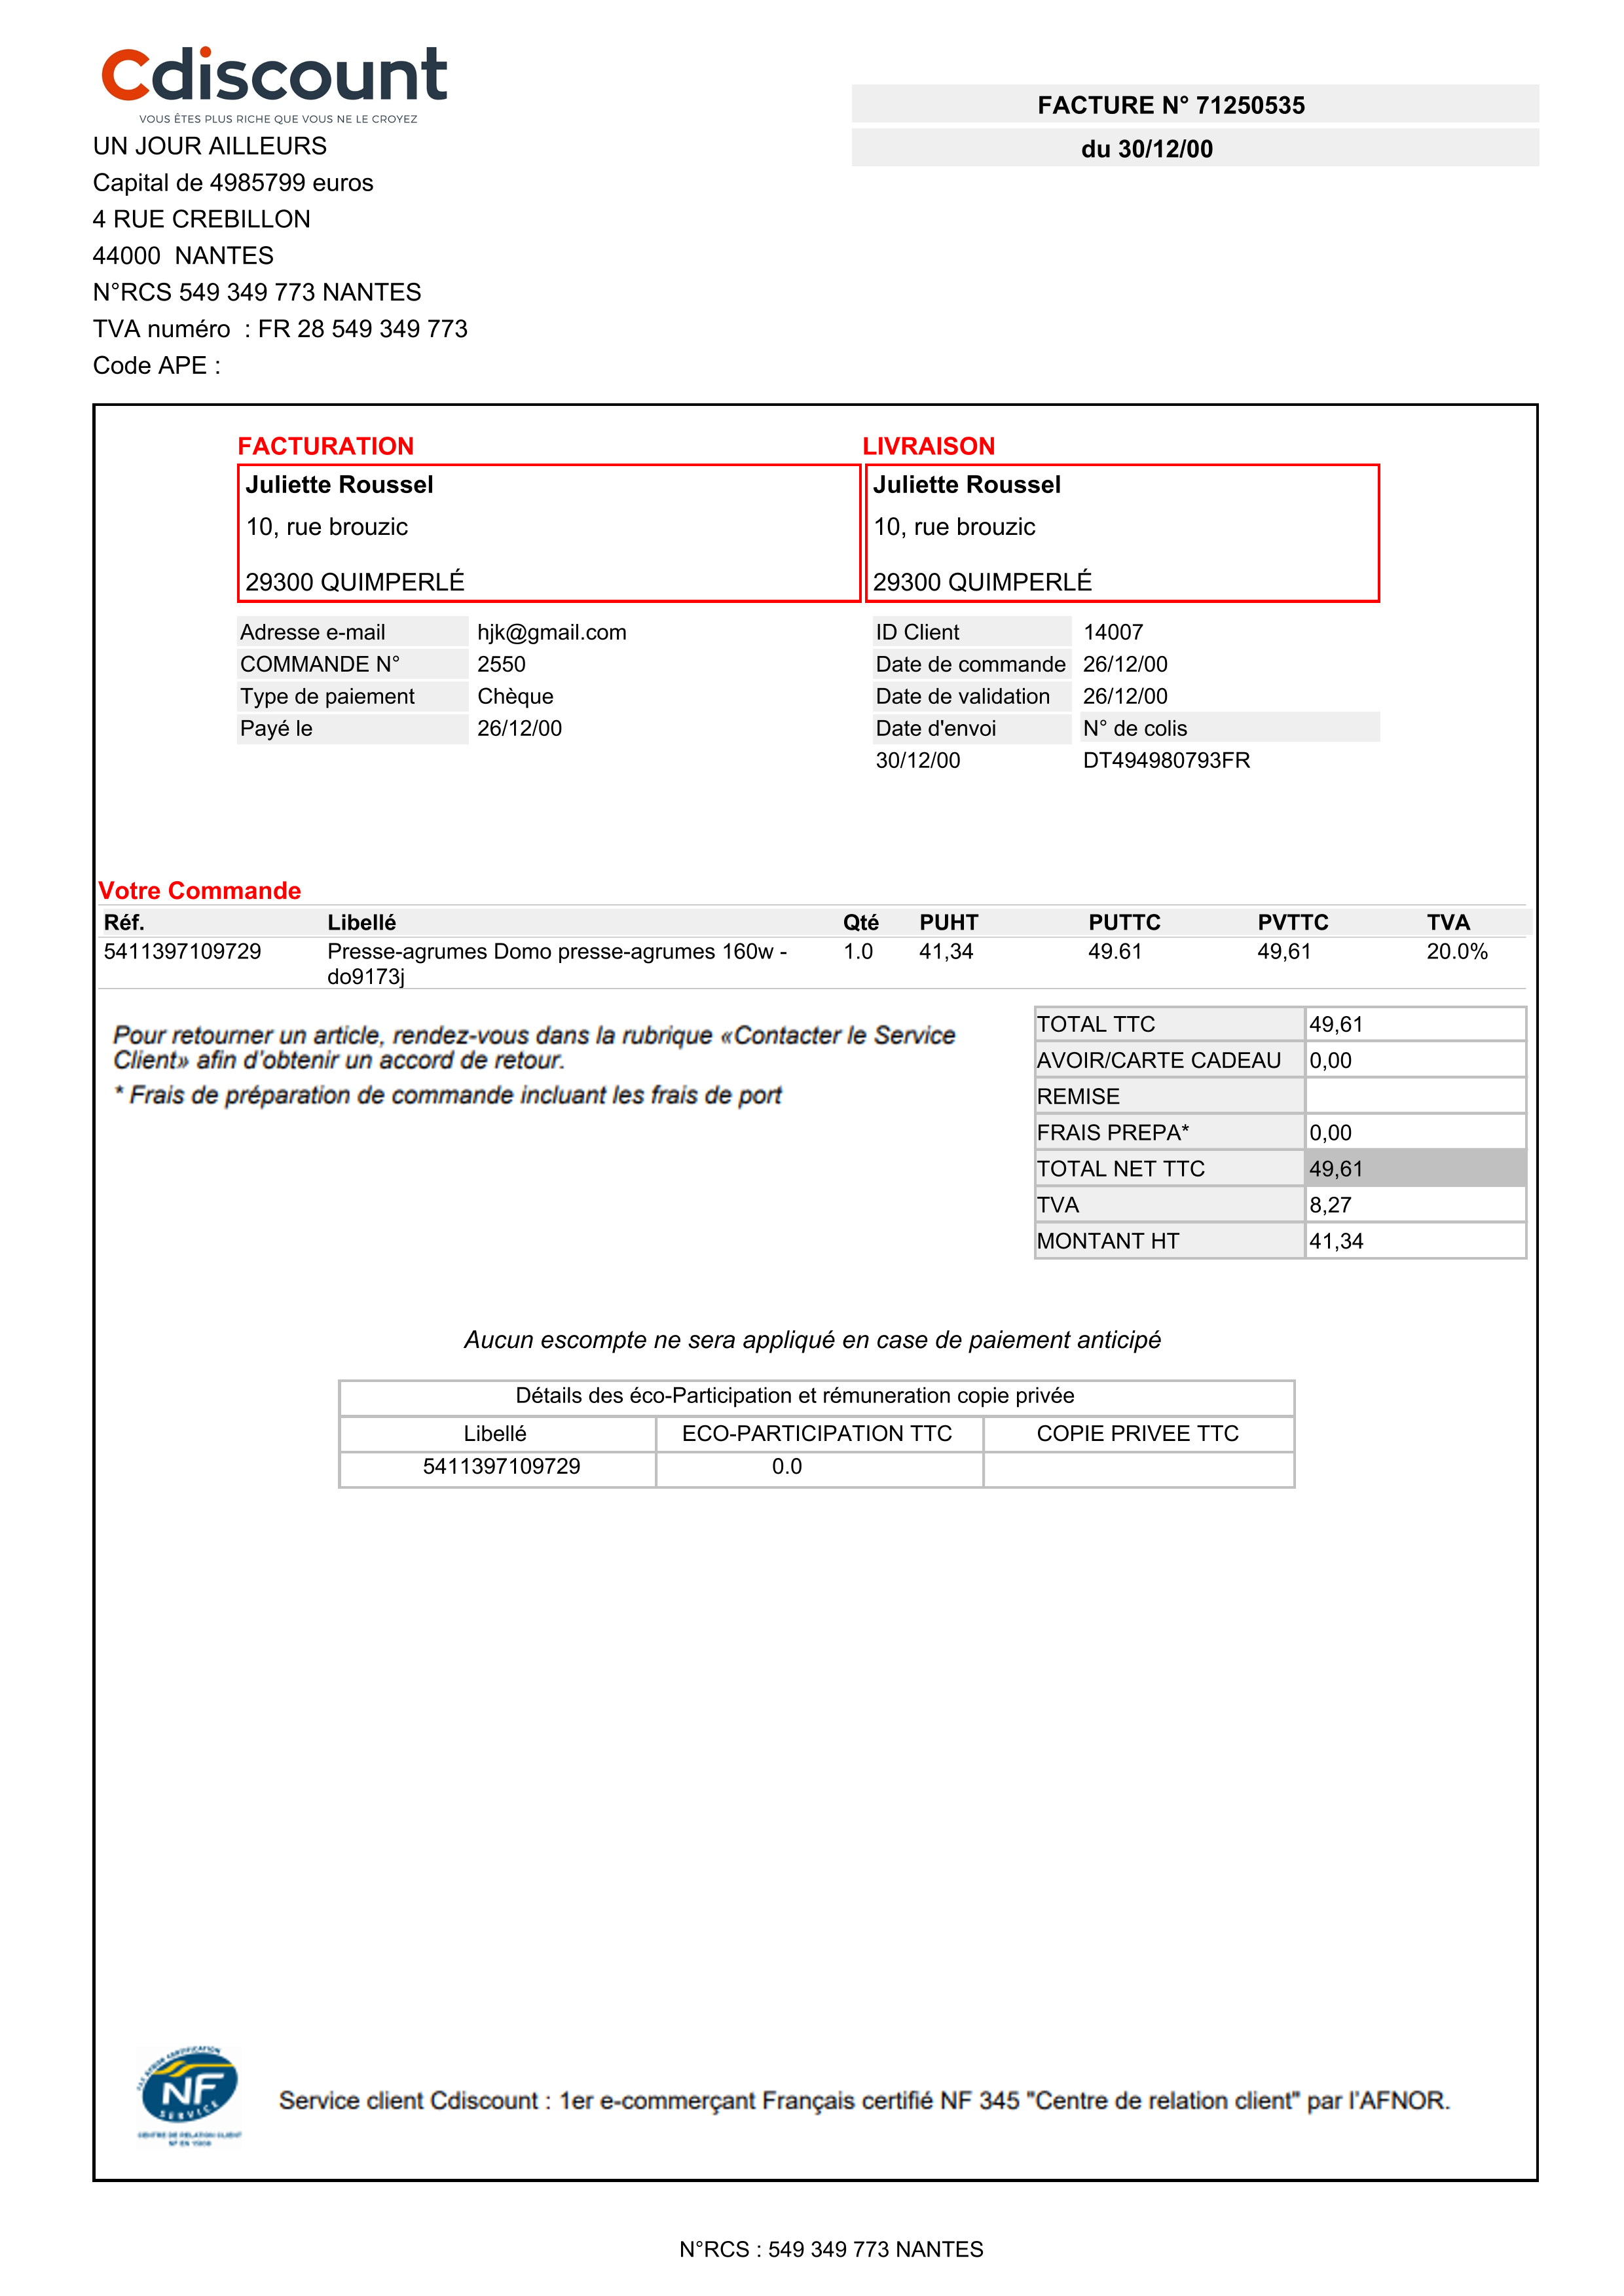 Cdiscount
VOUS ÊTES PLUS RICHE QUE VOUS NE LE CROYEZ
FACTURE N° 71250535
du 30/12/00
UN JOUR AILLEURS
Capital de 4985799 euros
4 RUE CREBILLON
44000 NANTES
N°RCS 549 349 773 NANTES
TVA numéro : FR 28 549 349 773
Code APE :
FACTURATION LIVRAISON
Juliette Roussel Juliette Roussel
10, rue brouzic 10, rue brouzic
29300 QUIMPERLÉ 29300 QUIMPERLÉ
Adresse e-mail hjk@gmail.com ID Client 14007
COMMANDE N° 2550 Date de commande 26/12/00
Type de paiement Chèque Date de validation 26/12/00
Payé le 26/12/00 Date d'envoi N° de colis
30/12/00 DT494980793FR
Votre Commande
Réf. Libellé Qté PUHT PUTTC PVTTC TVA
5411397109729 Presse-agrumes Domo presse-agrumes 160w - 1.0 41,34 49.61 49,61 20.0%
do9173j
Pour retourner un article, rendez-vous dans la rubrique «Contacter le Service
Client» afin d'obtenir un accord de retour.
* Frais de préparation de commande incluant les frais de port
TOTAL TTC 49,61
AVOIR/CARTE CADEAU 0,00
REMISE
FRAIS PREPA* 0,00
TOTAL NET TTC 49,61
TVA 8,27
MONTANT HT 41,34
Aucun escompte ne sera appliqué en case de paiement anticipé
Détails des éco-Participation et rémuneration copie privée
Libellé ECO-PARTICIPATION TTC COPIE PRIVEE TTC
5411397109729 0.0
NF
SERVICE
CENTRE DE RELATION CLIENT
Service client Cdiscount : 1er e-commerçant Français certifié NF 345 "Centre de relation client" par l'AFNOR.
N°RCS : 549 349 773 NANTES